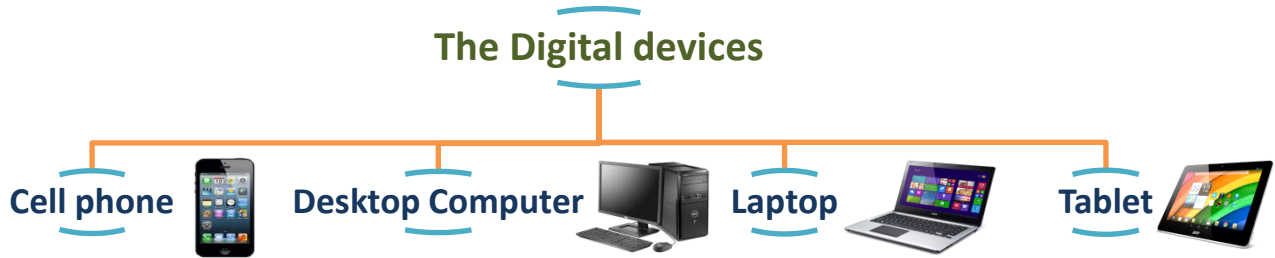 The Digital devices
Cell phone
Desktop Computer
Laptop
Tablet